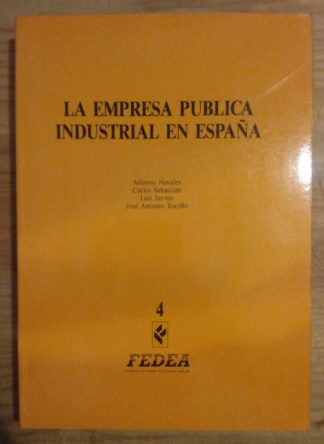 LA EMPRESA PUBLICA
INDUSTRIAL EN ESPAÑA
Alfonso Novales
Carlos Sebastián
Luis Servén
José Antonio Trujillo
4
FEDEA